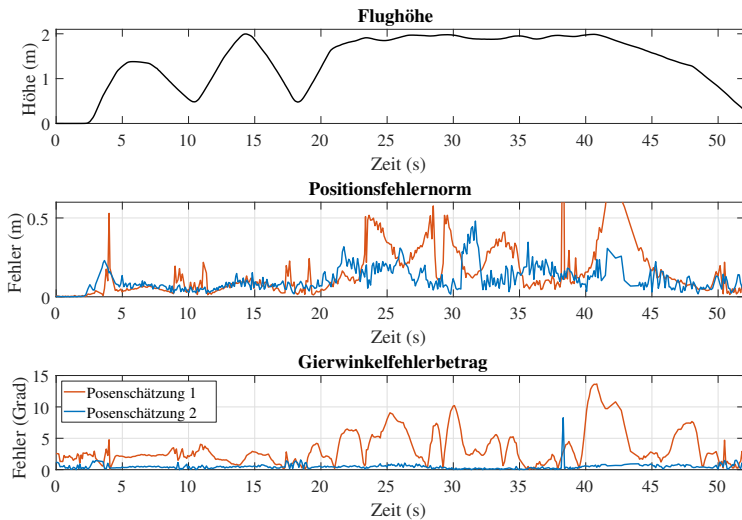 Flughöhe
Höhe (m)
2
1
0
0 5 10 15 20 25 30 35 40 45 50
Zeit (s)
Positionsfehlernorm
Fehler (m)
0.5
0
0 5 10 15 20 25 30 35 40 45 50
Zeit (s)
Gierwinkelfehlerbetrag
Fehler (Grad)
15
10
5
0
Posenschätzung 1
Posenschätzung 2
0 5 10 15 20 25 30 35 40 45 50
Zeit (s)